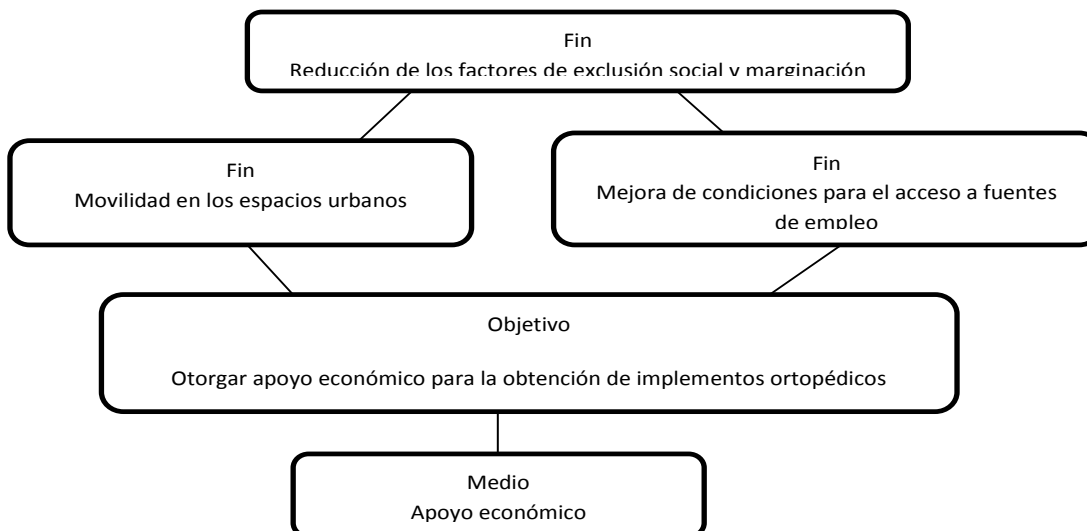 Fin
Reducción de los factores de exclusión social y marginación
Fin
Movilidad en los espacios urbanos
Fin
Mejora de condiciones para el acceso a fuentes
de empleo
Objetivo
Otorgar apoyo económico para la obtención de implementos ortopédicos
Medio
Apoyo económico